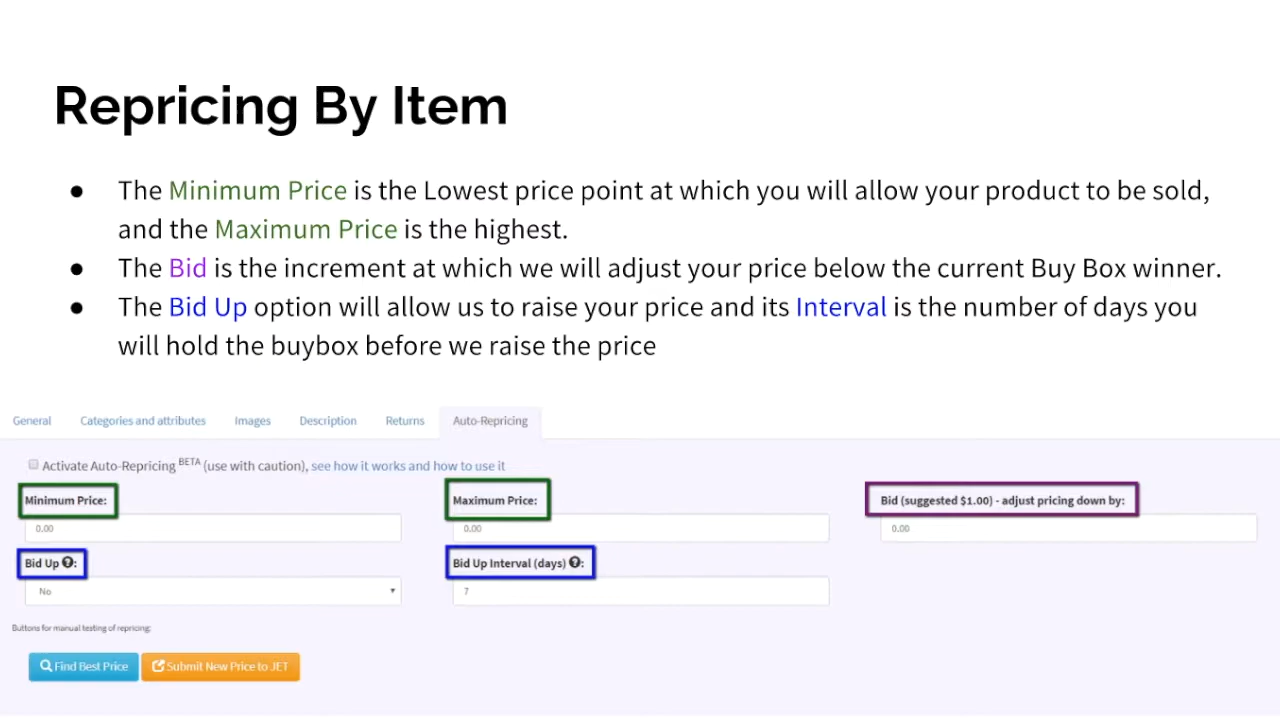 Repricing By Item
● The Minimum Price is the Lowest price point at which you will allow your product to be sold,
and the Maximum Price is the highest.
● The Bid is the increment at which we will adjust your price below the current Buy Box winner.
● The Bid Up option will allow us to raise your price and its Interval is the number of days you
will hold the buybox before we raise the price
General Categories and attributes Images Description Returns Auto-Repricing
Activate Auto-Repricing BETA (use with caution), see how it works and how to use it
Minimum Price: Maximum Price: Bid (suggested $1.00) - adjust pricing down by:
0.00 0.00 0.00
Bid Up ?: Bid Up Interval (days) ?:
No 7
Buttons for manual testing of repricing:
Find Best Price Submit New Price to JET